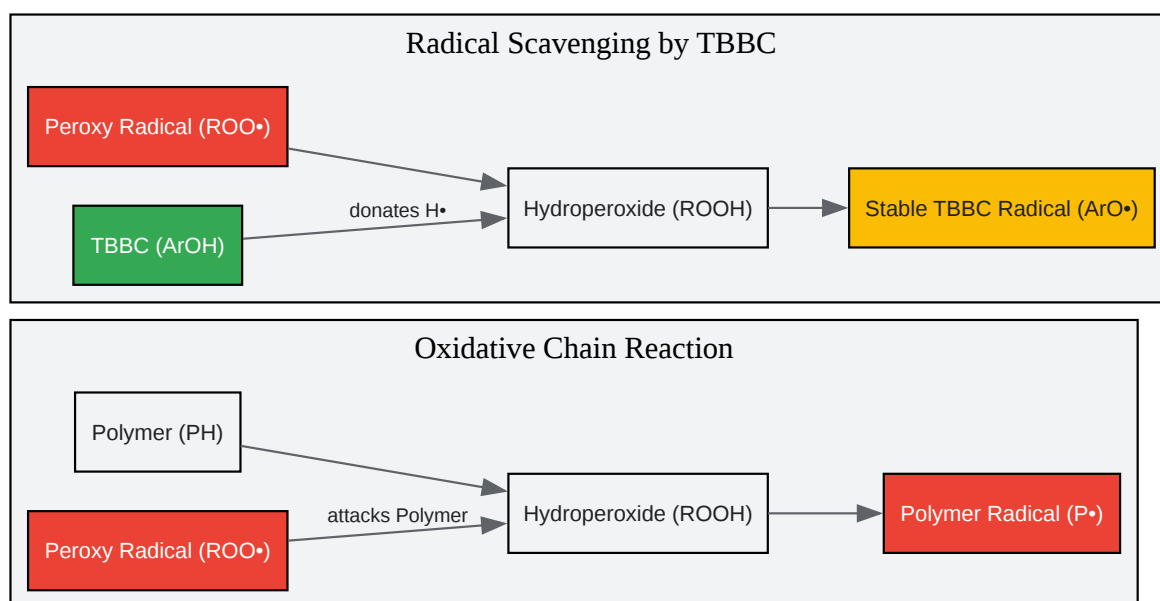 Radical Scavenging by TBBC
Peroxy Radical (ROO•)
donates H•
TBBC (ArOH)
Hydroperoxide (ROOH)
Stable TBBC Radical (ArO•)
Oxidative Chain Reaction
Polymer (PH)
attacks Polymer
Peroxy Radical (ROO•)
Hydroperoxide (ROOH)
Polymer Radical (P•)